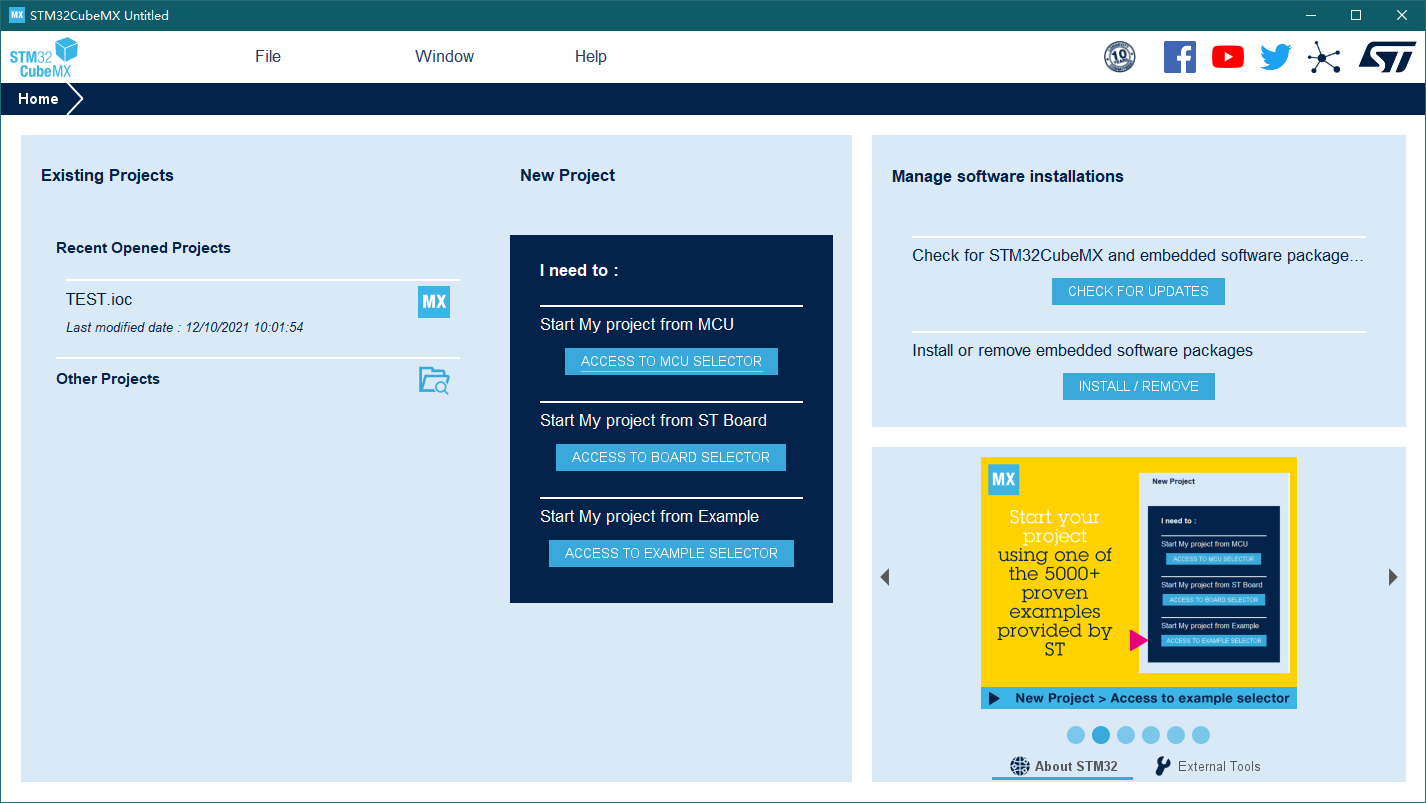 MX STM32CubeMX Untitled
STM32
CubeMX
File Window Help
10
Home
Existing Projects
Recent Opened Projects
TEST.ioc
MX
Last modified date : 12/10/2021 10:01:54
Other Projects
New Project
I need to :
Start My project from MCU
ACCESS TO MCU SELECTOR
Start My project from ST Board
ACCESS TO BOARD SELECTOR
Start My project from Example
ACCESS TO EXAMPLE SELECTOR
Manage software installations
Check for STM32CubeMX and embedded software package...
CHECK FOR UPDATES
Install or remove embedded software packages
INSTALL / REMOVE
MX
Start your
project
using one of
the 5000+
proven
examples
provided by
ST
New Project
I need to :
Start My project from MCU
ACCESS TO MCU SELECTOR
Start My project from ST Board
ACCESS TO BOARD SELECTOR
Start My project from Example
ACCESS TO EXAMPLE SELECTOR
New Project > Access to example selector
About STM32
External Tools